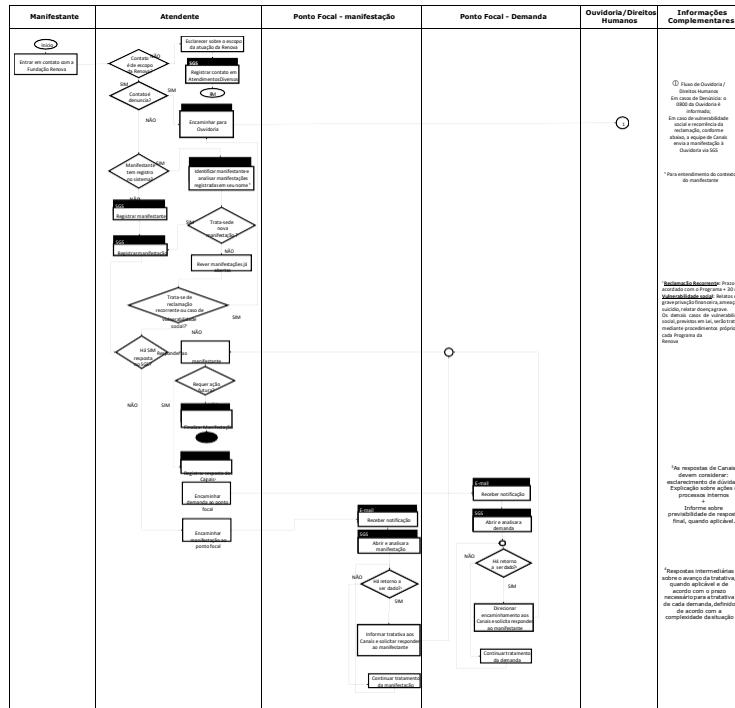 Manifestante
Atendente
Ponto Focal - manifestação
Ponto Focal - Demanda
Ouvidoria/Direitos
Humanos
Informações
Complementares
Início
Entrar em contato com a
Fundação Renova
Contato
é de escopo
da Renova?
NÃO
SIM
Esclarecer sobre o escopo
da atuação da Renova
SGS
Registrar contato em
Atendimentos Diversos
Contato é
denuncia?
SIM
NÃO
Encaminhar para
Ouvidoria
1
Manifestante
tem registro
no sistema?
SIM
NÃO
Identificar manifestante e
analisar manifestações
registradas em seu nome
SGS
Registrar manifestante
SGS
Registrar manifestação
SIM
Trata-se de
nova
manifestação?
NÃO
Rever manifestações já
abertas
Trata-se de
reclamação
recorrente ou caso de
vulnerabilidade
social?
SIM
NÃO
Há SIM
resposta
no SGS?
Responder ao
manifestante
Requer ação
futura?
NÃO
SIM
NÃO
Finalizar Manifestação
Registrar resposta de
Canais
Encaminhar
demanda ao ponto
focal
Encaminhar
manifestação ao
ponto focal
E-mail
Receber notificação
SGS
Abrir e analisar a
manifestação
NÃO
Há retorno a
ser dado?
SIM
Informar tratativa aos
Canais e solicitar responder
ao manifestante
Continuar tratamento
da manifestação
E-mail
Receber notificação
SGS
Abrir e analisar a
demanda
NÃO
Há retorno
a ser dado?
SIM
Direcionar
encaminhamento aos
Canais e solicita responder
ao manifestante
Continuar tratamento
da demanda
① Fluxo de Ouvidoria /
Direitos Humanos
Em casos de Denúncia: o
0800 da Ouvidoria é
informado;
Em caso de vulnerabilidade
social e recorrência da
reclamação, conforme
abaixo, a equipe de Canais
envia a manifestação à
Ouvidoria via SGS
Para entendimento do contexto
do manifestante
Reclamação Recorrente: Prazo
acordado com o Programa + 30
Vulnerabilidade social: Relatos
grave privação financeira,
suicídio, relatar doença grave.
Os demais casos de
social, previstos em Lei, serão
mediante procedimentos
cada Programa da
Renova
³As respostas de Canais
devem considerar:
esclarecimento de
Explicação sobre ações
processos internos
+
Informe sobre
previsibilidade de
final, quando aplicável.
⁴Respostas intermediárias
sobre o avanço da tratativa,
quando aplicável e de
acordo com o prazo
necessário para a tratativa
de cada demanda,
de acordo com a
complexidade da situação